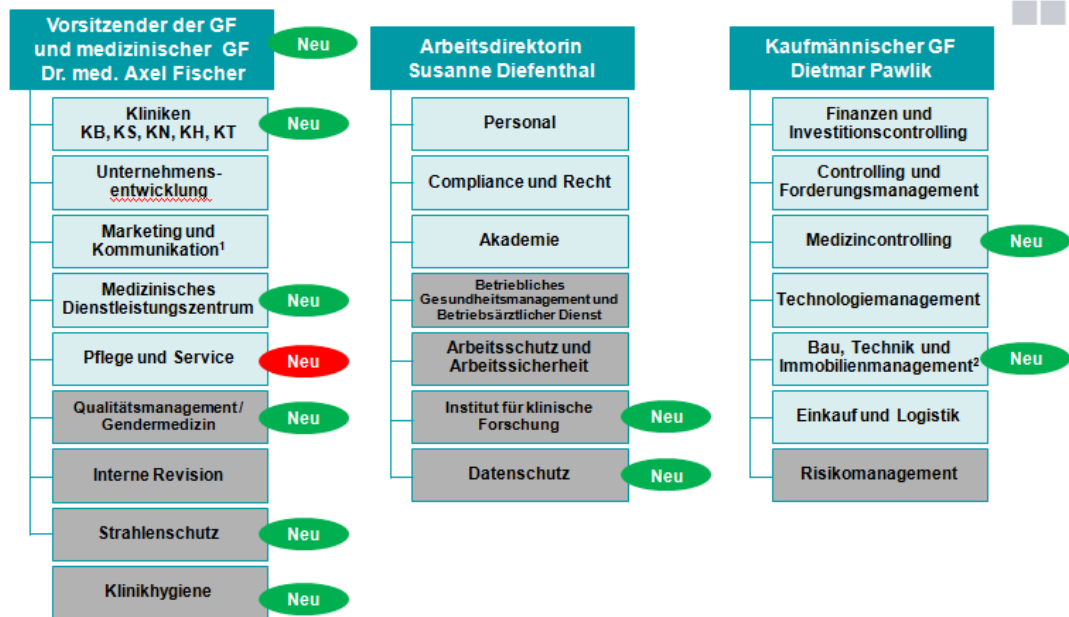 Vorsitzender der GF
und medizinischer GF
Dr. med. Axel Fischer
Neu
Kliniken
KB, KS, KN, KH, KT
Neu
Unternehmens-
entwicklung
Marketing und
Kommunikation¹
Medizinisches
Dienstleistungszentrum
Neu
Pflege und Service
Neu
Qualitätsmanagement/
Gendermedizin
Neu
Interne Revision
Strahlenschutz
Neu
Klinikhygiene
Neu
Arbeitsdirektorin
Susanne Diefenthal
Personal
Compliance und Recht
Akademie
Betriebliches
Gesundheitsmanagement und
Betriebsärztlicher Dienst
Arbeitsschutz und
Arbeitssicherheit
Institut für klinische
Forschung
Neu
Datenschutz
Neu
Kaufmännischer GF
Dietmar Pawlik
Finanzen und
Investitionscontrolling
Controlling und
Forderungsmanagement
Medizincontrolling
Neu
Technologiemanagement
Bau, Technik und
Immobilienmanagement²
Neu
Einkauf und Logistik
Risikomanagement